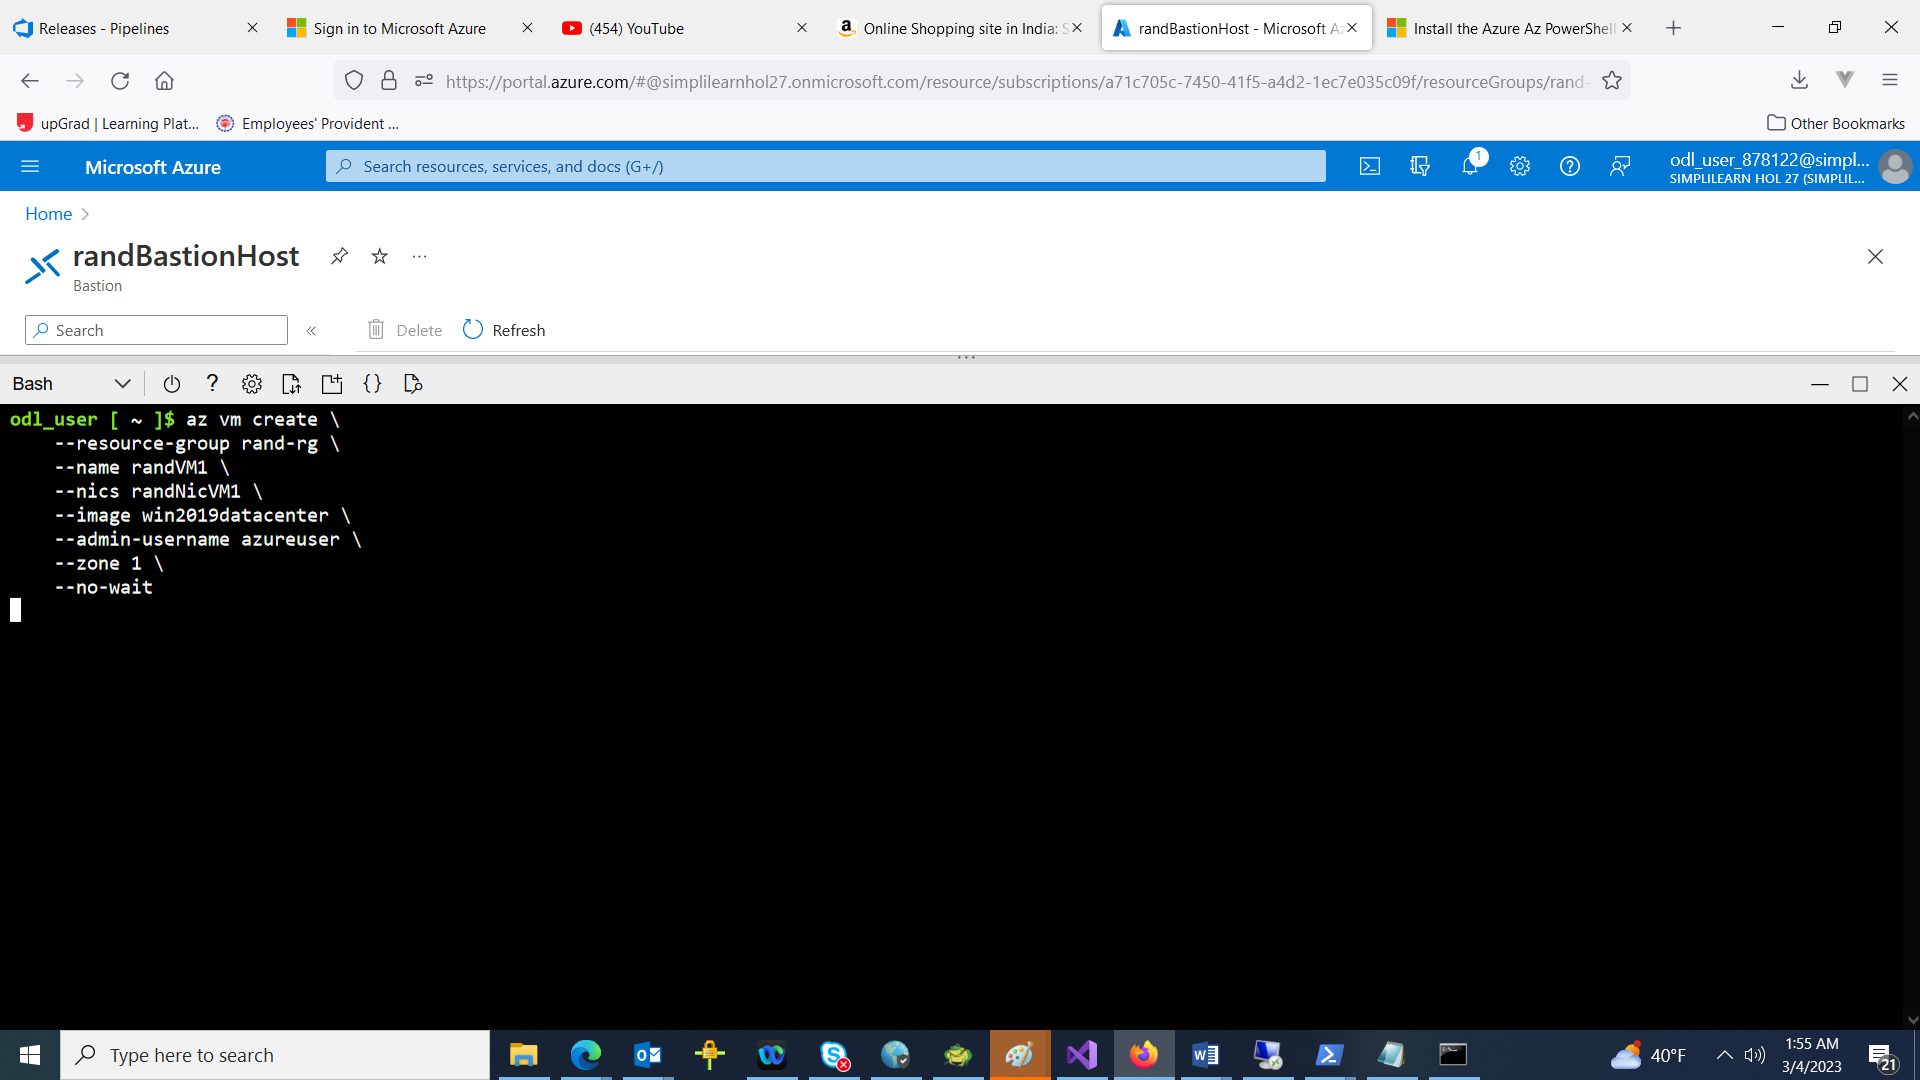 Releases - Pipelines
Sign in to Microsoft Azure
(454) YouTube
Online Shopping site in India: S
randBastionHost - Microsoft Az
Install the Azure Az PowerShell
https://portal.azure.com/#@simplilearnhol27.onmicrosoft.com/resource/subscriptions/a71c705c-7450-41f5-a4d2-1ec7e035c09f/resourceGroups/rand-
upGrad | Learning Plat...
Employees' Provident ...
Other Bookmarks
Microsoft Azure
Search resources, services, and docs (G+/)
1
odl_user_878122@simpl...
SIMPLILEARN HOL 27 (SIMPLIL...
Home
randBastionHost
Bastion
Search
Delete
Refresh
Bash
odl_user [ ~ ]$ az vm create \
--resource-group rand-rg \
--name randVM1 \
--nics randNicVM1 \
--image win2019datacenter \
--admin-username azureuser \
--zone 1 \
--no-wait
Type here to search
40°F
1:55 AM
3/4/2023
21